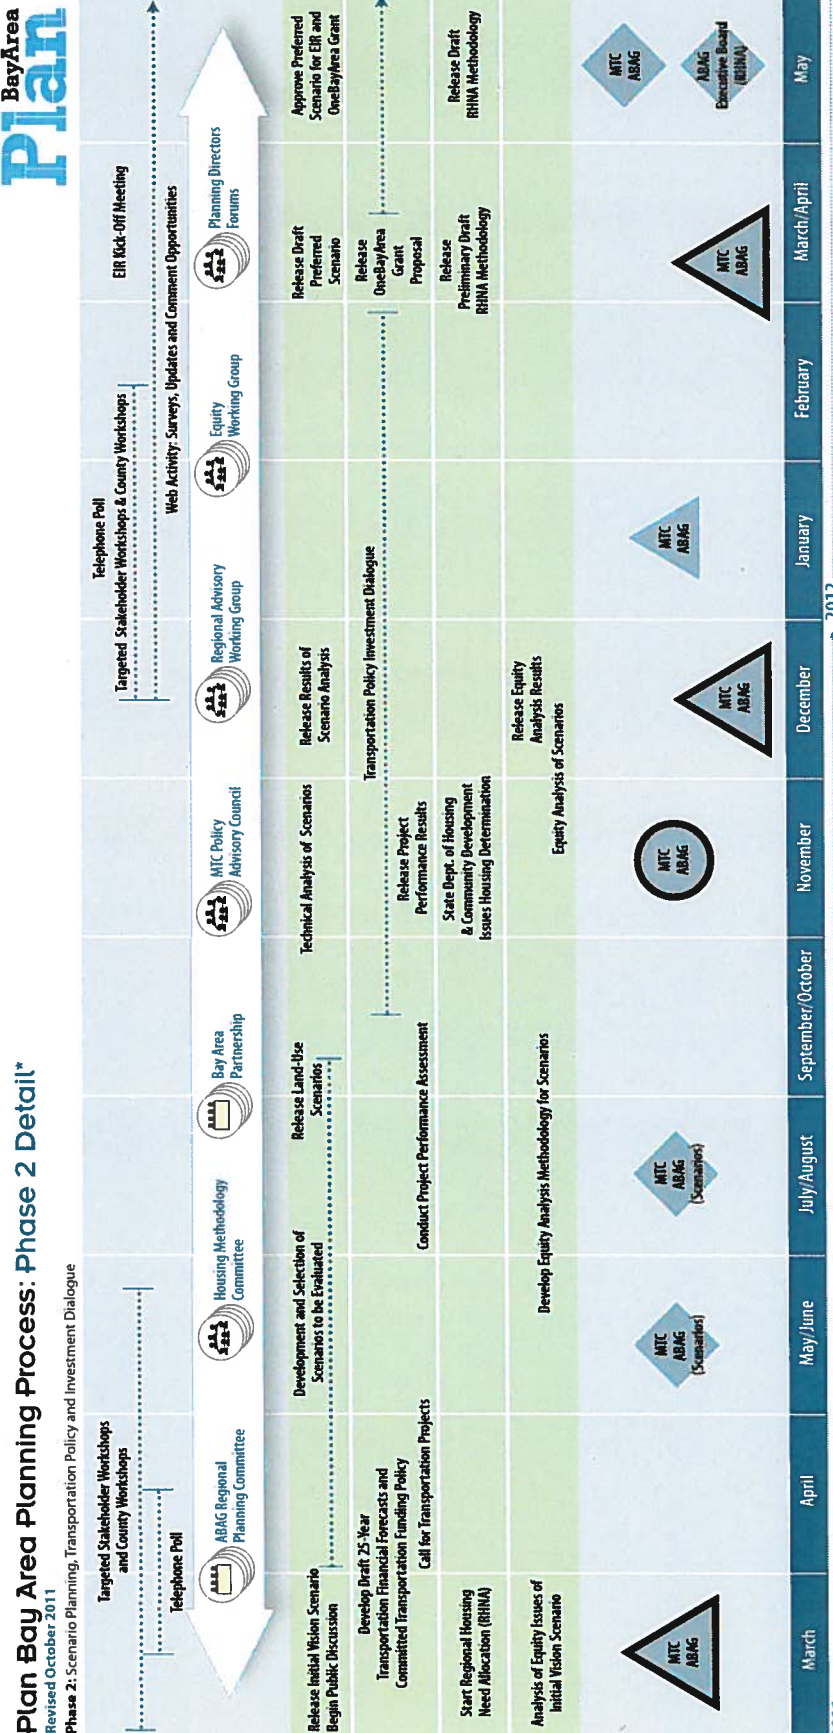 Plan Bay Area Planning Process: Phase 2 Detail*
Revised October 2011
Phase 2: Scenario Planning, Transportation Policy and Investment Dialogue
BayArea
Plan
Targeted Stakeholder Workshops
and County Workshops
Telephone Poll
Telephone Poll
Targeted Stakeholder Workshops & County Workshops
EIR Kick-Off Meeting
Web Activity: Surveys, Updates and Comment Opportunities
ABAG Regional
Planning Committee
Housing Methodology
Committee
Bay Area
Partnership
MTC Policy
Advisory Council
Regional Advisory
Working Group
Equity
Working Group
Planning Directors
Forums
Release Initial Vision Scenario
Begin Public Discussion
Development and Selection of
Scenarios to be Evaluated
Release Land-Use
Scenarios
Technical Analysis of Scenarios
Release Results of
Scenario Analysis
Release Draft
Preferred
Scenario
Approve Preferred
Scenario for EIR and
OneBayArea Grant
Develop Draft 25-Year
Transportation Financial Forecasts and
Committed Transportation Funding Policy
Call for Transportation Projects
Conduct Project Performance Assessment
Transportation Policy Investment Dialogue
Release Project
Performance Results
Release
OneBayArea
Grant
Proposal
Start Regional Housing
Need Allocation (RHNA)
State Dept. of Housing
& Community Development
Issues Housing Determination
Release
Preliminary Draft
RHNA Methodology
Release Draft
RHNA Methodology
Analysis of Equity Issues of
Initial Vision Scenario
Develop Equity Analysis Methodology for Scenarios
Release Equity
Analysis Results
Equity Analysis of Scenarios
MTC
ABAG
MTC
ABAG
(Scenarios)
MTC
ABAG
(Scenarios)
MTC
ABAG
MTC
ABAG
MTC
ABAG
MTC
ABAG
MTC
ABAG
ABAG
Executive Board
(RHNA)
March
April
May/June
July/August
September/October
November
December
January
February
March/April
May